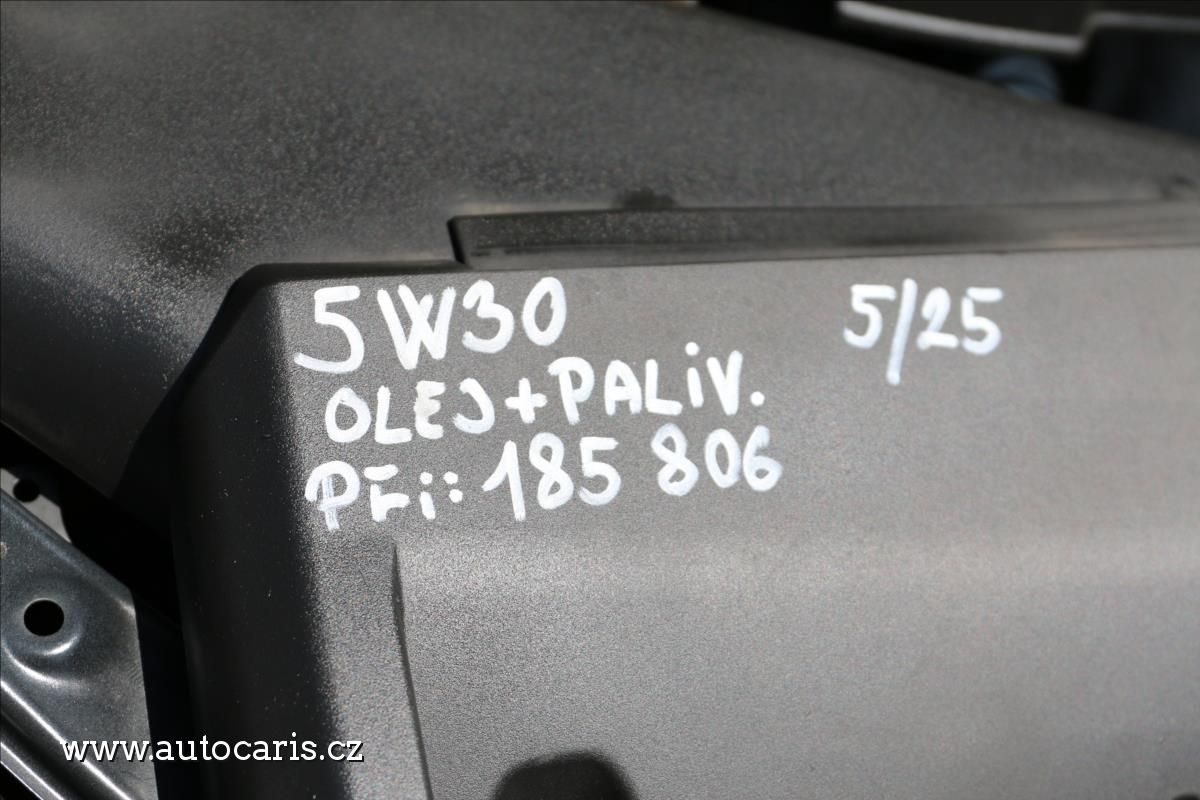 5W30 5/25
OLEJ+PALiV.
PŘi: 185 806
www.autocaris.cz